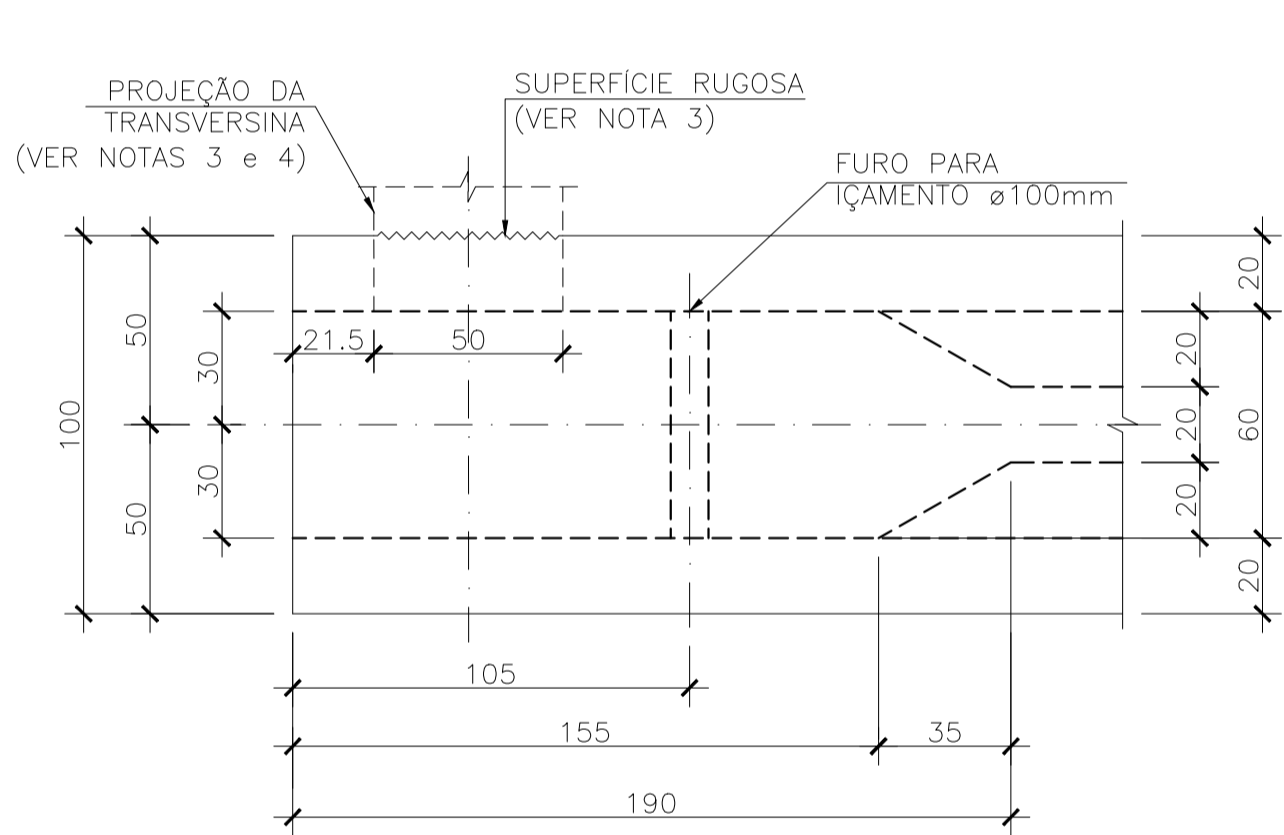 PROJEÇÃO DA
TRANSVERSINA
(VER NOTAS 3 e 4)
SUPERFÍCIE RUGOSA
(VER NOTA 3)
FURO PARA
IÇAMENTO ø100mm
100
50
50
30
30
21.5
50
20
60
20
20
20
20
105
155
35
190